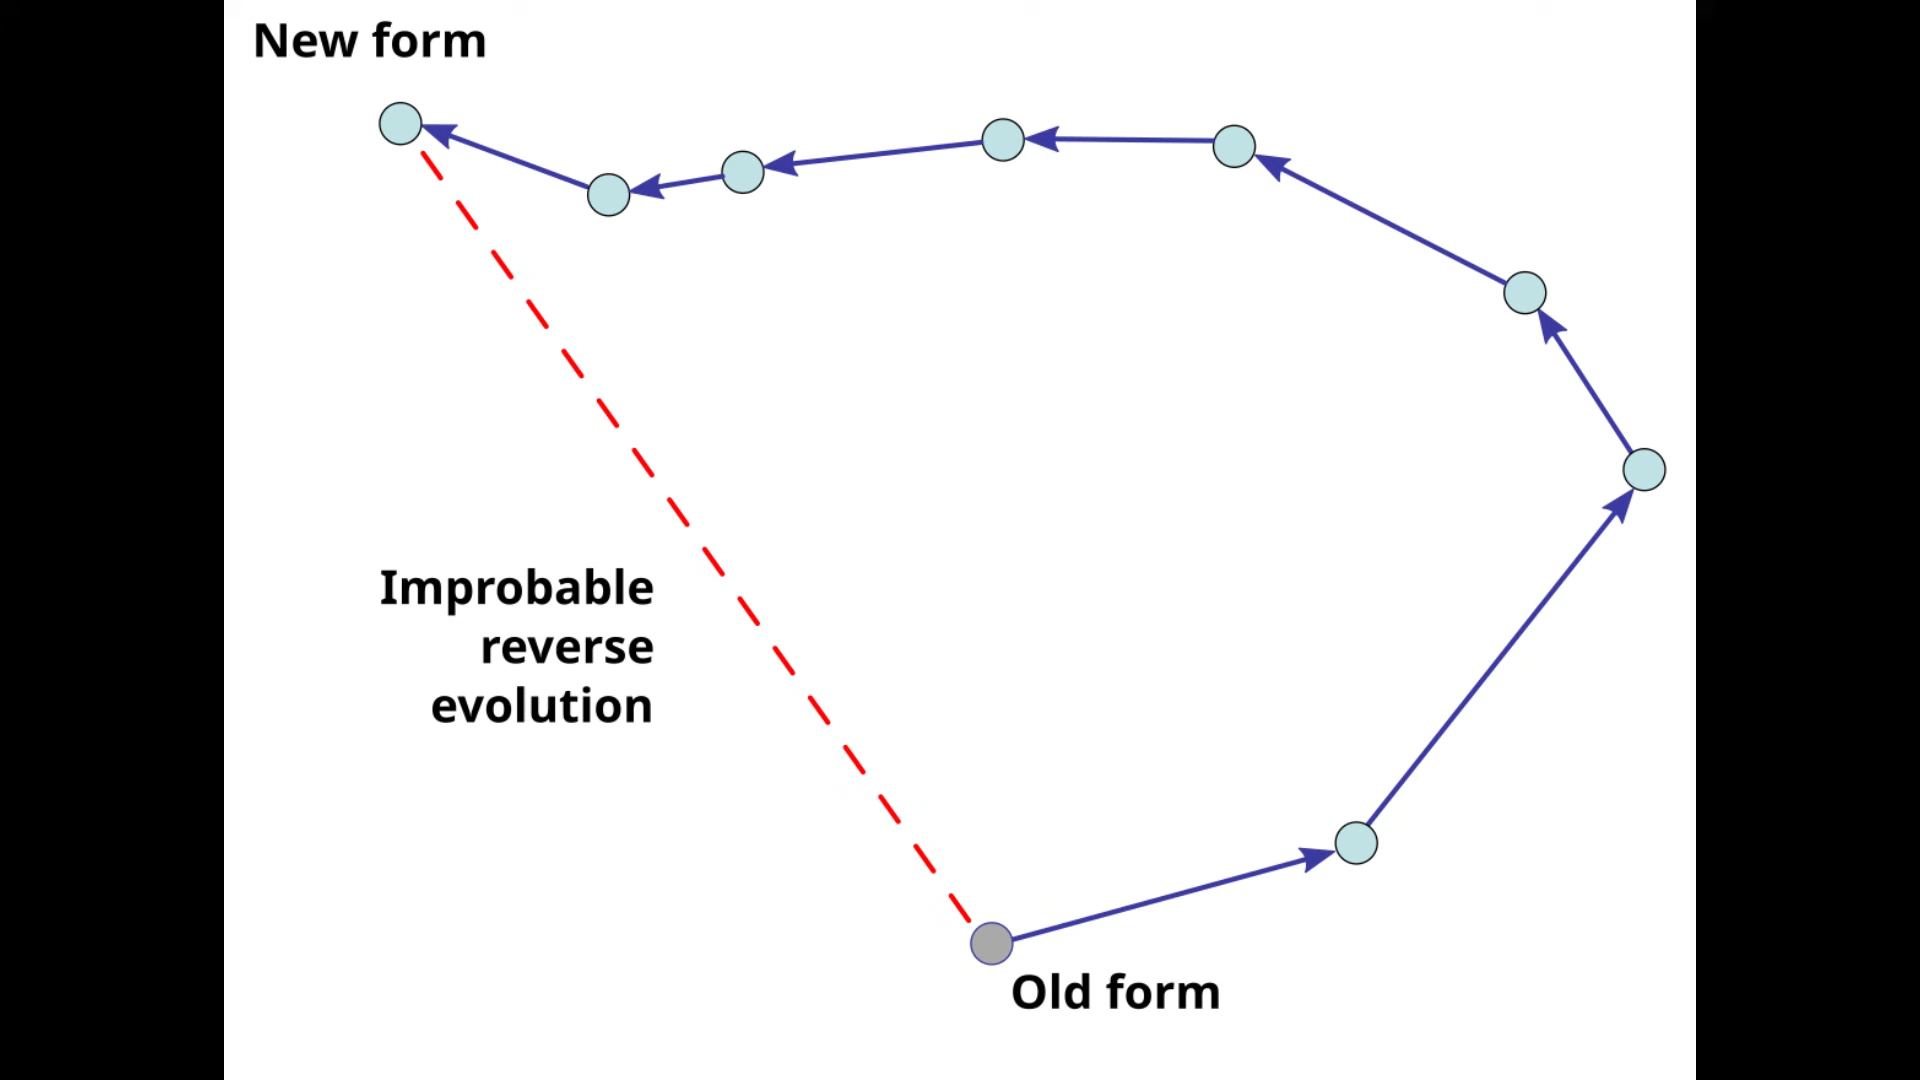 New form
Improbable
reverse
evolution
Old form